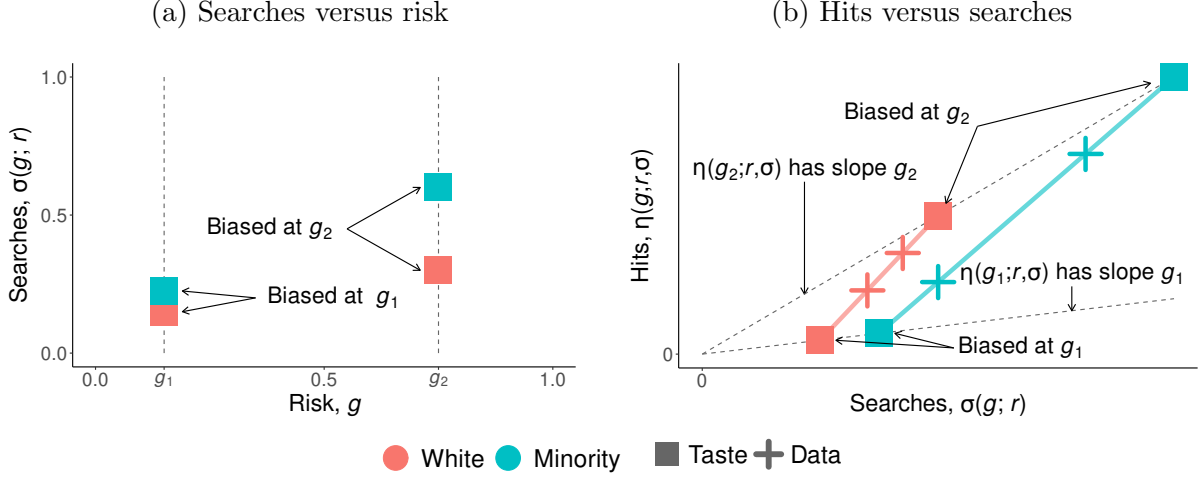 (a) Searches versus risk
Searches, σ(g; r)
1.0
0.5
0.0
Biased at g₂
Biased at g₁
0.0
g₁
0.5
g₂
1.0
Risk, g
(b) Hits versus searches
Hits, η(g;r,σ)
Biased at g₂
η(g₂;r,σ) has slope g₂
η(g₁;r,σ) has slope g₁
Biased at g₁
0
0
Searches, σ(g; r)
White Minority Taste Data